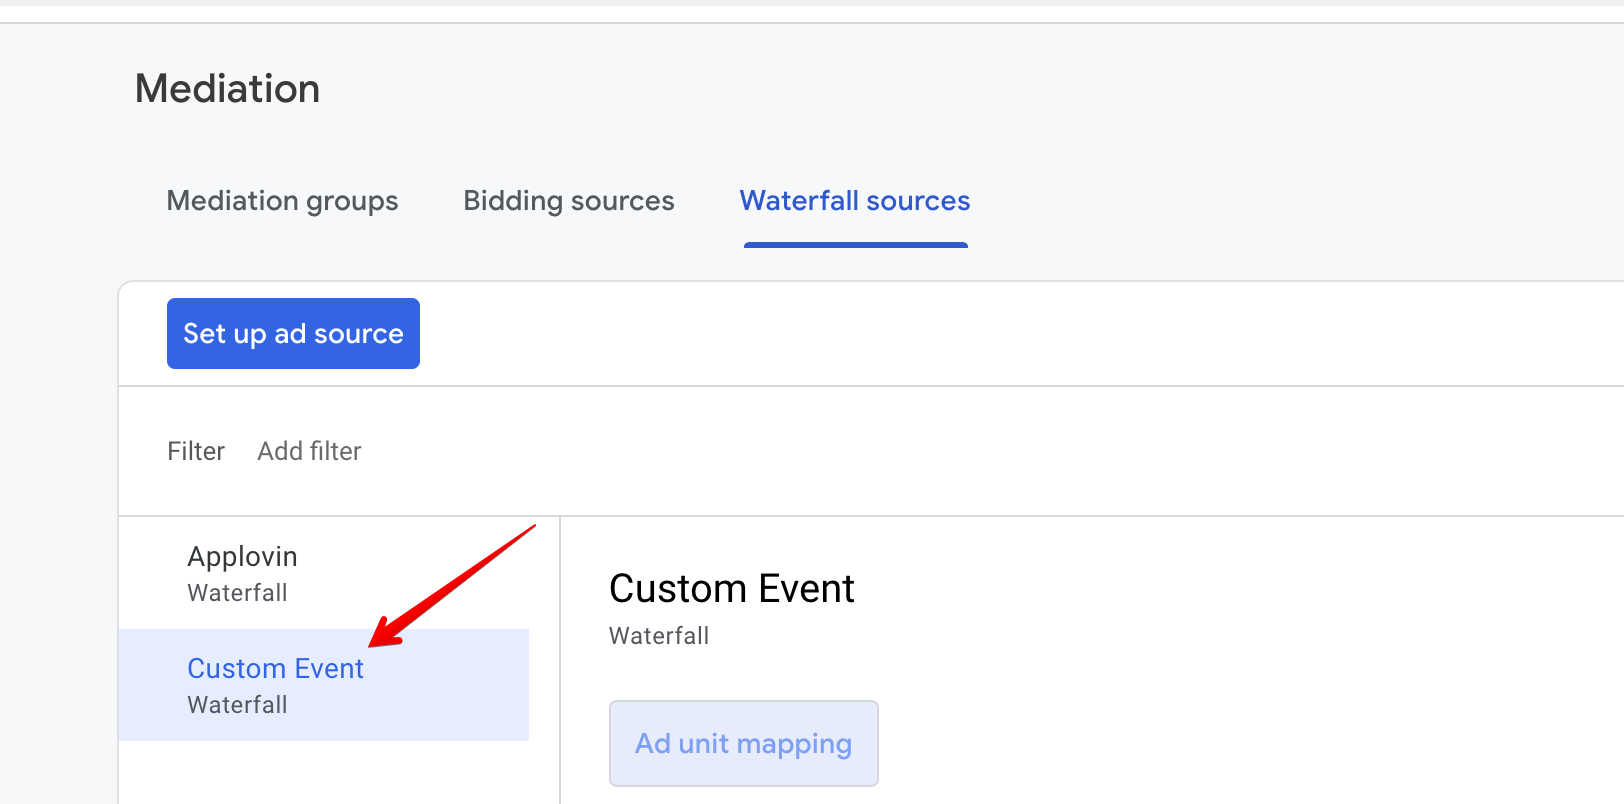 Mediation
Mediation groups Bidding sources Waterfall sources
Set up ad source
Filter Add filter
Applovin
Waterfall
Custom Event
Waterfall
Custom Event
Waterfall
Ad unit mapping